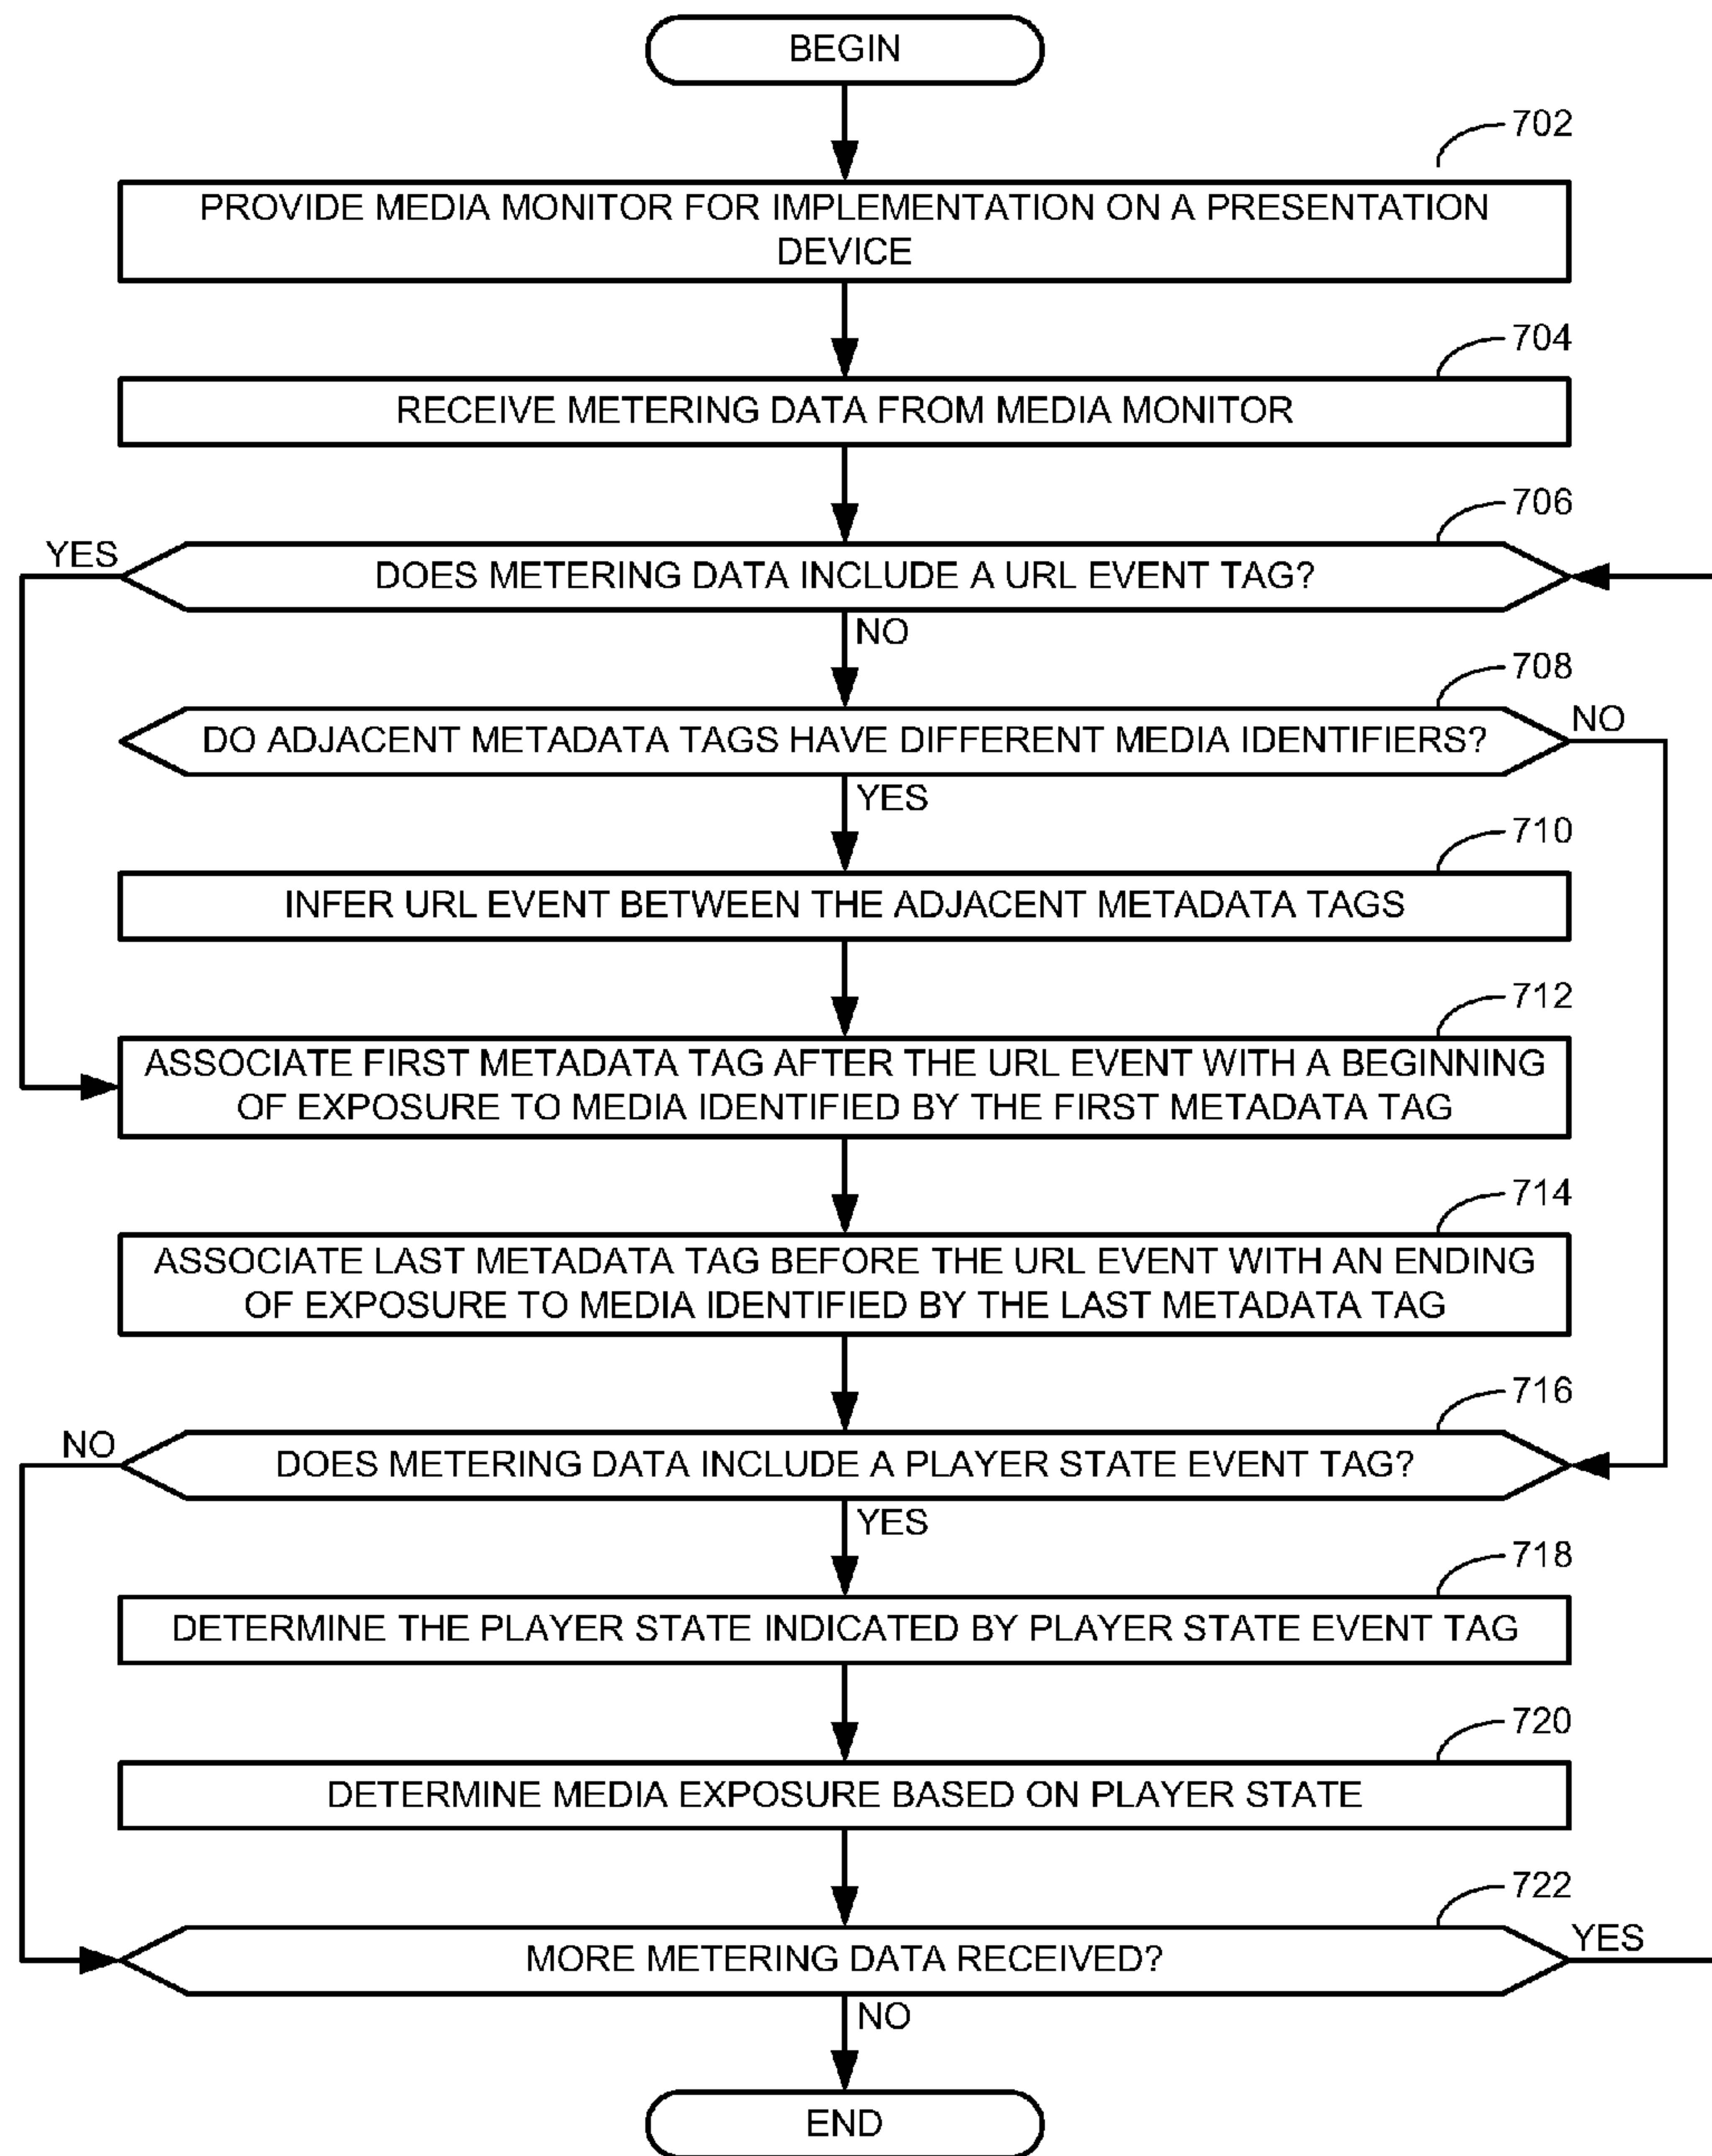 BEGIN
702
PROVIDE MEDIA MONITOR FOR IMPLEMENTATION ON A PRESENTATION
DEVICE
704
RECEIVE METERING DATA FROM MEDIA MONITOR
706
YES
DOES METERING DATA INCLUDE A URL EVENT TAG?
NO
708
DO ADJACENT METADATA TAGS HAVE DIFFERENT MEDIA IDENTIFIERS?
NO
YES
710
INFER URL EVENT BETWEEN THE ADJACENT METADATA TAGS
712
ASSOCIATE FIRST METADATA TAG AFTER THE URL EVENT WITH A BEGINNING
OF EXPOSURE TO MEDIA IDENTIFIED BY THE FIRST METADATA TAG
714
ASSOCIATE LAST METADATA TAG BEFORE THE URL EVENT WITH AN ENDING
OF EXPOSURE TO MEDIA IDENTIFIED BY THE LAST METADATA TAG
716
NO
DOES METERING DATA INCLUDE A PLAYER STATE EVENT TAG?
YES
718
DETERMINE THE PLAYER STATE INDICATED BY PLAYER STATE EVENT TAG
720
DETERMINE MEDIA EXPOSURE BASED ON PLAYER STATE
722
MORE METERING DATA RECEIVED?
YES
NO
END